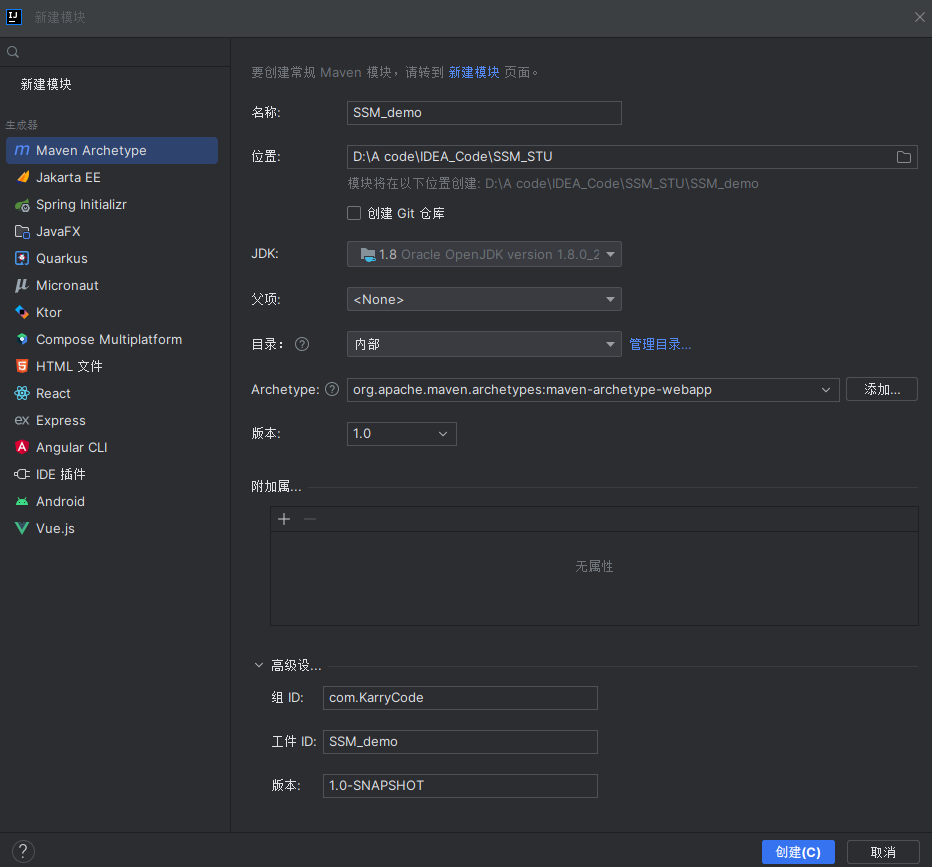 新建模块
新建模块
生成器
Maven Archetype
Jakarta EE
Spring Initializr
JavaFX
Quarkus
Micronaut
Ktor
Compose Multiplatform
HTML 文件
React
Express
Angular CLI
IDE 插件
Android
Vue.js
要创建常规 Maven 模块，请转到 新建模块 页面。
名称: SSM_demo
位置: D:\A code\IDEA_Code\SSM_STU
模块将在以下位置创建: D:\A code\IDEA_Code\SSM_STU\SSM_demo
创建 Git 仓库
JDK: 1.8 Oracle OpenJDK version 1.8.0_2
父项: <None>
目录: ? 内部 管理目录...
Archetype: ? org.apache.maven.archetypes:maven-archetype-webapp 添加...
版本: 1.0
附加属...
无属性
高级设...
组 ID: com.KarryCode
工件 ID: SSM_demo
版本: 1.0-SNAPSHOT
? 创建(C) 取消